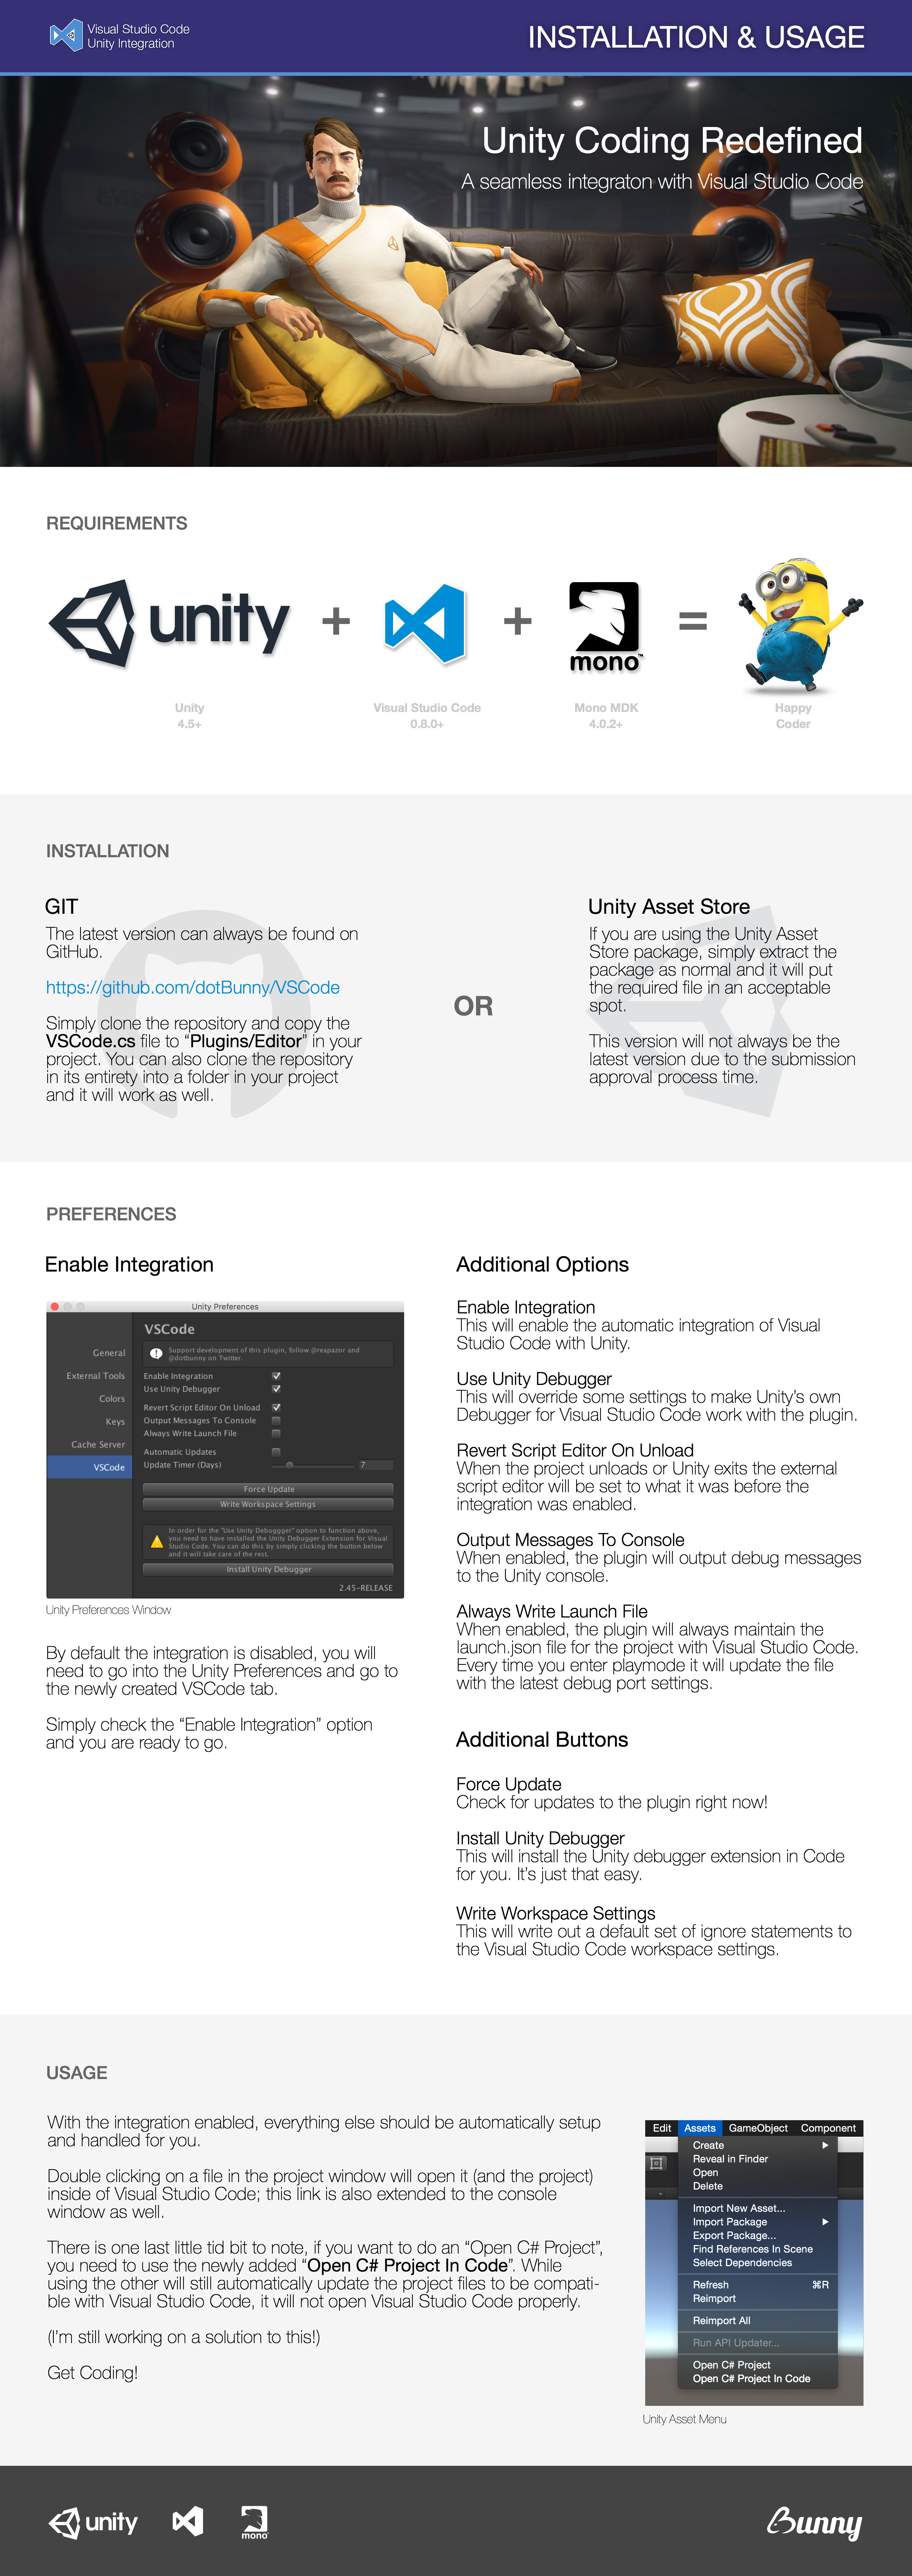 Visual Studio Code
Unity Integration
INSTALLATION & USAGE
Unity Coding Redefined
A seamless integraton with Visual Studio Code
REQUIREMENTS
unity
+
+
mono™
=
Unity
4.5+
Visual Studio Code
0.8.0+
Mono MDK
4.0.2+
Happy
Coder
INSTALLATION
GIT
The latest version can always be found on
GitHub.
https://github.com/dotBunny/VSCode
Simply clone the repository and copy the
VSCode.cs file to “Plugins/Editor” in your
project. You can also clone the repository
in its entirety into a folder in your project
and it will work as well.
OR
Unity Asset Store
If you are using the Unity Asset
Store package, simply extract the
package as normal and it will put
the required file in an acceptable
spot.
This version will not always be the
latest version due to the submission
approval process time.
PREFERENCES
Enable Integration
Unity Preferences
General
External Tools
Colors
Keys
Cache Server
VSCode
VSCode
Support development of this plugin, follow @reapazor and
@dotbunny on Twitter.
Enable Integration
Use Unity Debugger
Revert Script Editor On Unload
Output Messages To Console
Always Write Launch File
Automatic Updates
Update Timer (Days)
7
Force Update
Write Workspace Settings
In order for the "Use Unity Debuggger" option to function above,
you need to have installed the Unity Debugger Extension for Visual
Studio Code. You can do this by simply clicking the button below
and it will take care of the rest.
Install Unity Debugger
2.45-RELEASE
Unity Preferences Window
By default the integration is disabled, you will
need to go into the Unity Preferences and go to
the newly created VSCode tab.
Simply check the “Enable Integration” option
and you are ready to go.
Additional Options
Enable Integration
This will enable the automatic integration of Visual
Studio Code with Unity.
Use Unity Debugger
This will override some settings to make Unity’s own
Debugger for Visual Studio Code work with the plugin.
Revert Script Editor On Unload
When the project unloads or Unity exits the external
script editor will be set to what it was before the
integration was enabled.
Output Messages To Console
When enabled, the plugin will output debug messages
to the Unity console.
Always Write Launch File
When enabled, the plugin will always maintain the
launch.json file for the project with Visual Studio Code.
Every time you enter playmode it will update the file
with the latest debug port settings.
Additional Buttons
Force Update
Check for updates to the plugin right now!
Install Unity Debugger
This will install the Unity debugger extension in Code
for you. It’s just that easy.
Write Workspace Settings
This will write out a default set of ignore statements to
the Visual Studio Code workspace settings.
USAGE
With the integration enabled, everything else should be automatically setup
and handled for you.
Double clicking on a file in the project window will open it (and the project)
inside of Visual Studio Code; this link is also extended to the console
window as well.
There is one last little tid bit to note, if you want to do an “Open C# Project”,
you need to use the newly added “Open C# Project In Code”. While
using the other will still automatically update the project files to be compati-
ble with Visual Studio Code, it will not open Visual Studio Code properly.
(I’m still working on a solution to this!)
Get Coding!
Edit Assets GameObject Component
Create
Reveal in Finder
Open
Delete
Import New Asset...
Import Package
Export Package...
Find References In Scene
Select Dependencies
Refresh ⌘R
Reimport
Reimport All
Run API Updater...
Open C# Project
Open C# Project In Code
Unity Asset Menu
unity
mono
Bunny